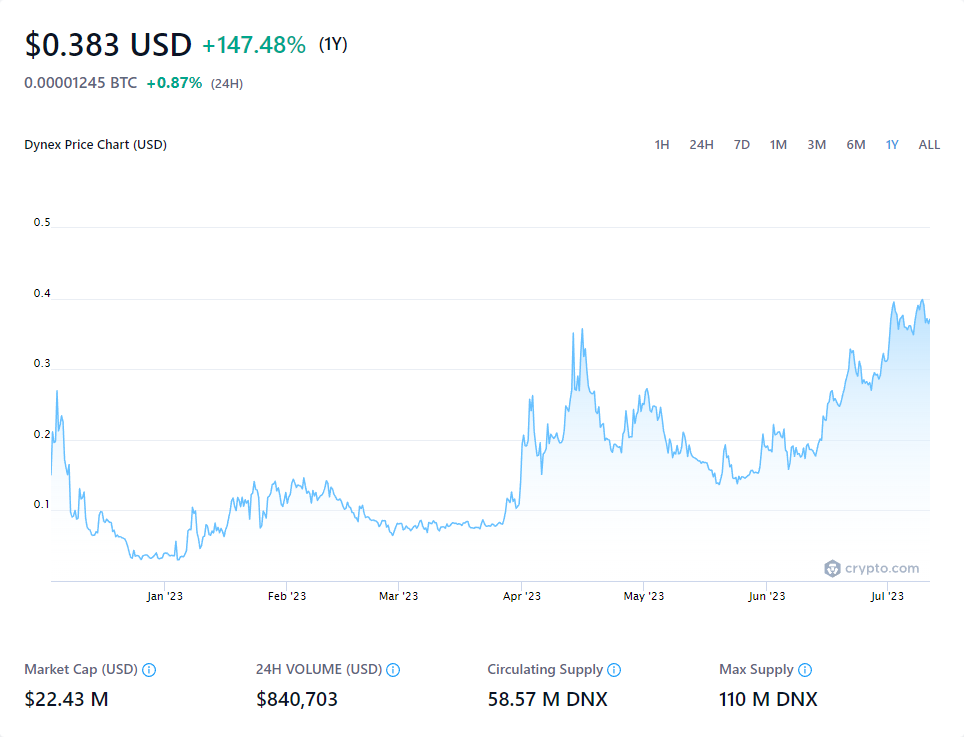 $0.383 USD +147.48% (1Y)
0.00001245 BTC +0.87% (24H)
Dynex Price Chart (USD) 1H 24H 7D 1M 3M 6M 1Y ALL
0.5
0.4
0.3
0.2
0.1
crypto.com
Jan '23 Feb '23 Mar '23 Apr '23 May '23 Jun '23 Jul '23
Market Cap (USD) 24H VOLUME (USD) Circulating Supply Max Supply
$22.43 M $840,703 58.57 M DNX 110 M DNX